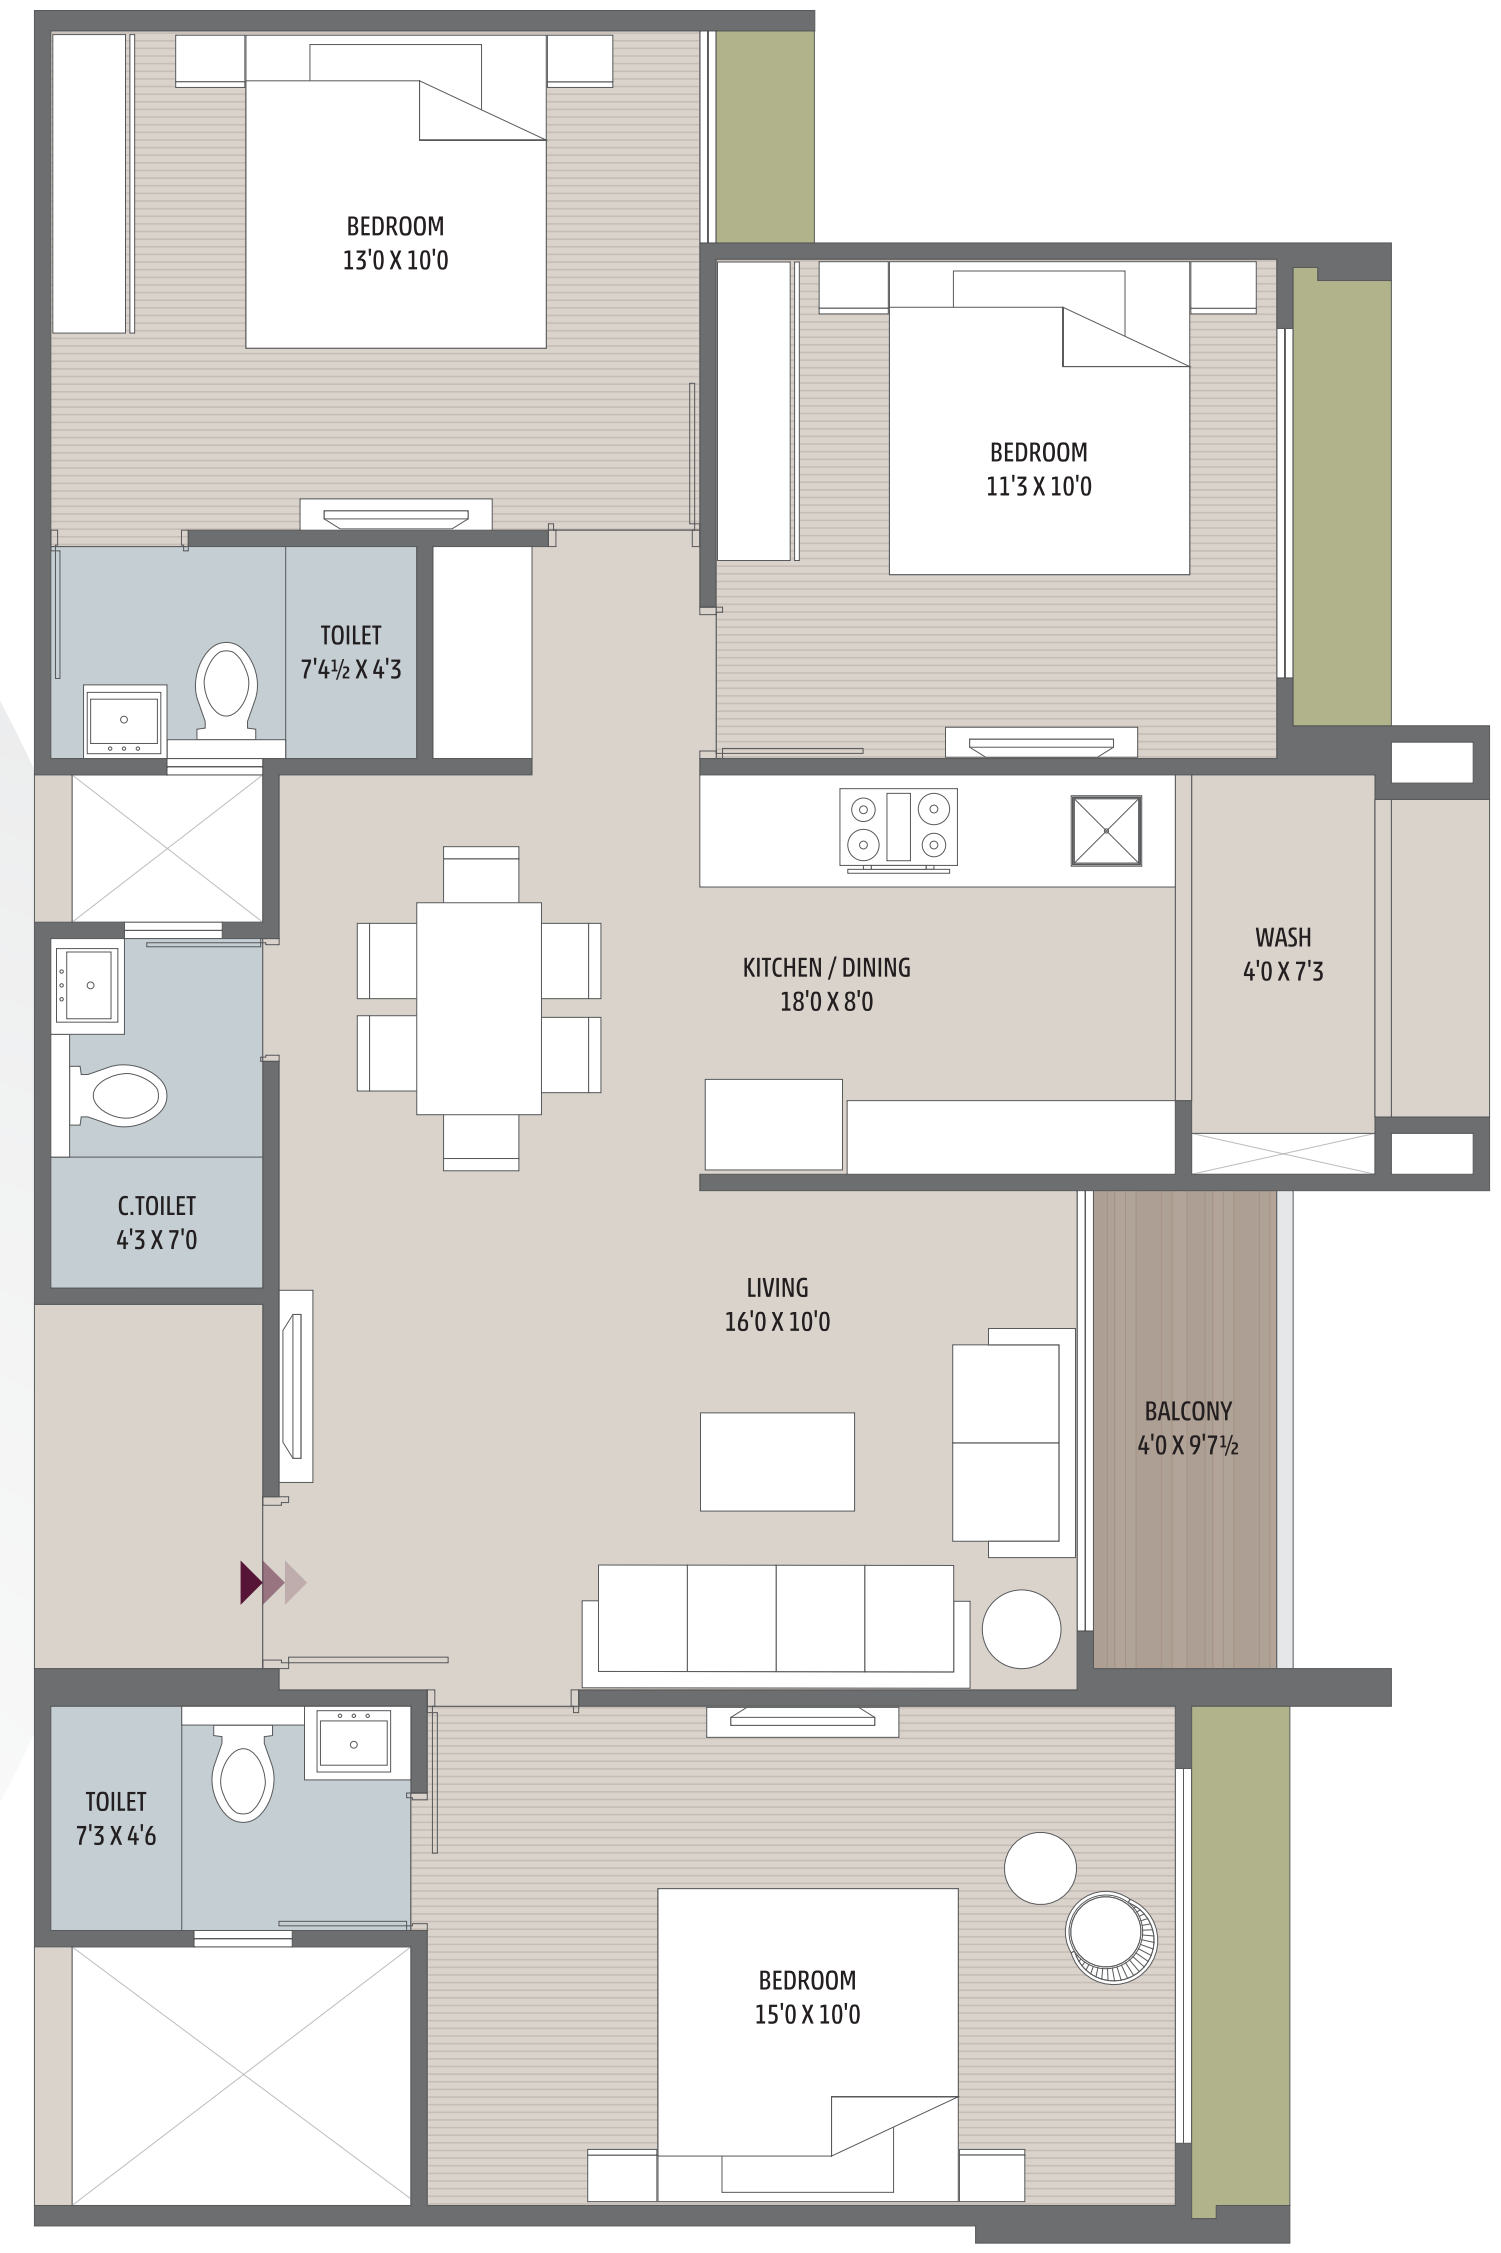 BEDROOM
13'0 X 10'0
BEDROOM
11'3 X 10'0
TOILET
7'4½ X 4'3
WASH
4'0 X 7'3
KITCHEN / DINING
18'0 X 8'0
C.TOILET
4'3 X 7'0
LIVING
16'0 X 10'0
BALCONY
4'0 X 9'7½
TOILET
7'3 X 4'6
BEDROOM
15'0 X 10'0